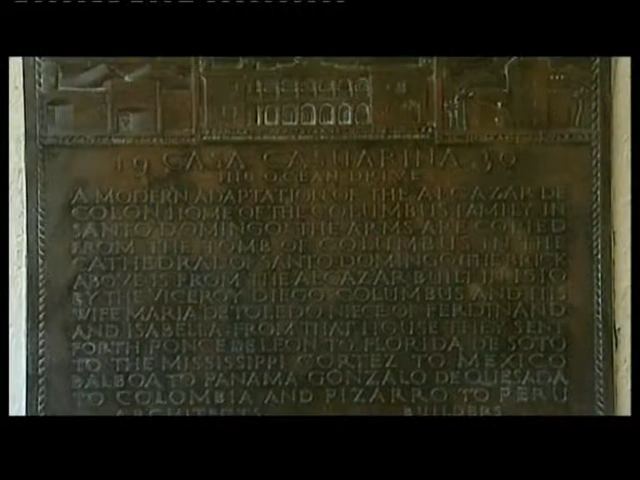 19 CASA CASUARINA 30
1116 OCEAN DRIVE
A MODERN ADAPTATION OF THE ALCAZAR DE
COLON HOME OF THE COLUMBUS FAMILY IN
SANTO DOMINGO THE ARMS ARE COPIED
FROM THE TOMB OF COLUMBUS IN THE
CATHEDRAL OF SANTO DOMINGO THE BRICK
ABOVE IS FROM THE ALCAZAR BUILT IN 1510
BY THE VICEROY DIEGO COLUMBUS AND HIS
WIFE MARIA DE TOLEDO NIECE OF FERDINAND
AND ISABELLA FROM THAT HOUSE THEY SENT
FORTH PONCE DE LEON TO FLORIDA DE SOTO
TO THE MISSISSIPPI CORTEZ TO MEXICO
BALBOA TO PANAMA GONZALO DE QUESADA
TO COLOMBIA AND PIZARRO TO PERU
ARCHITECTS BUILDERS